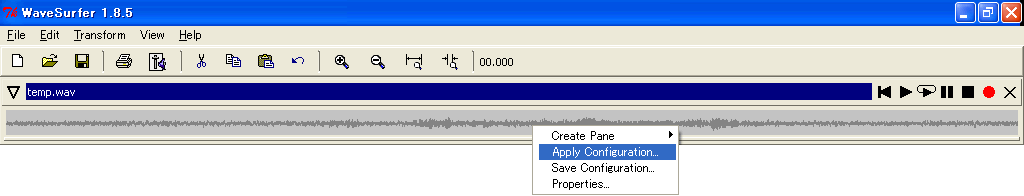 WaveSurfer 1.8.5
File Edit Transform View Help
00.000
temp.wav
Create Pane
Apply Configuration...
Save Configuration...
Properties...